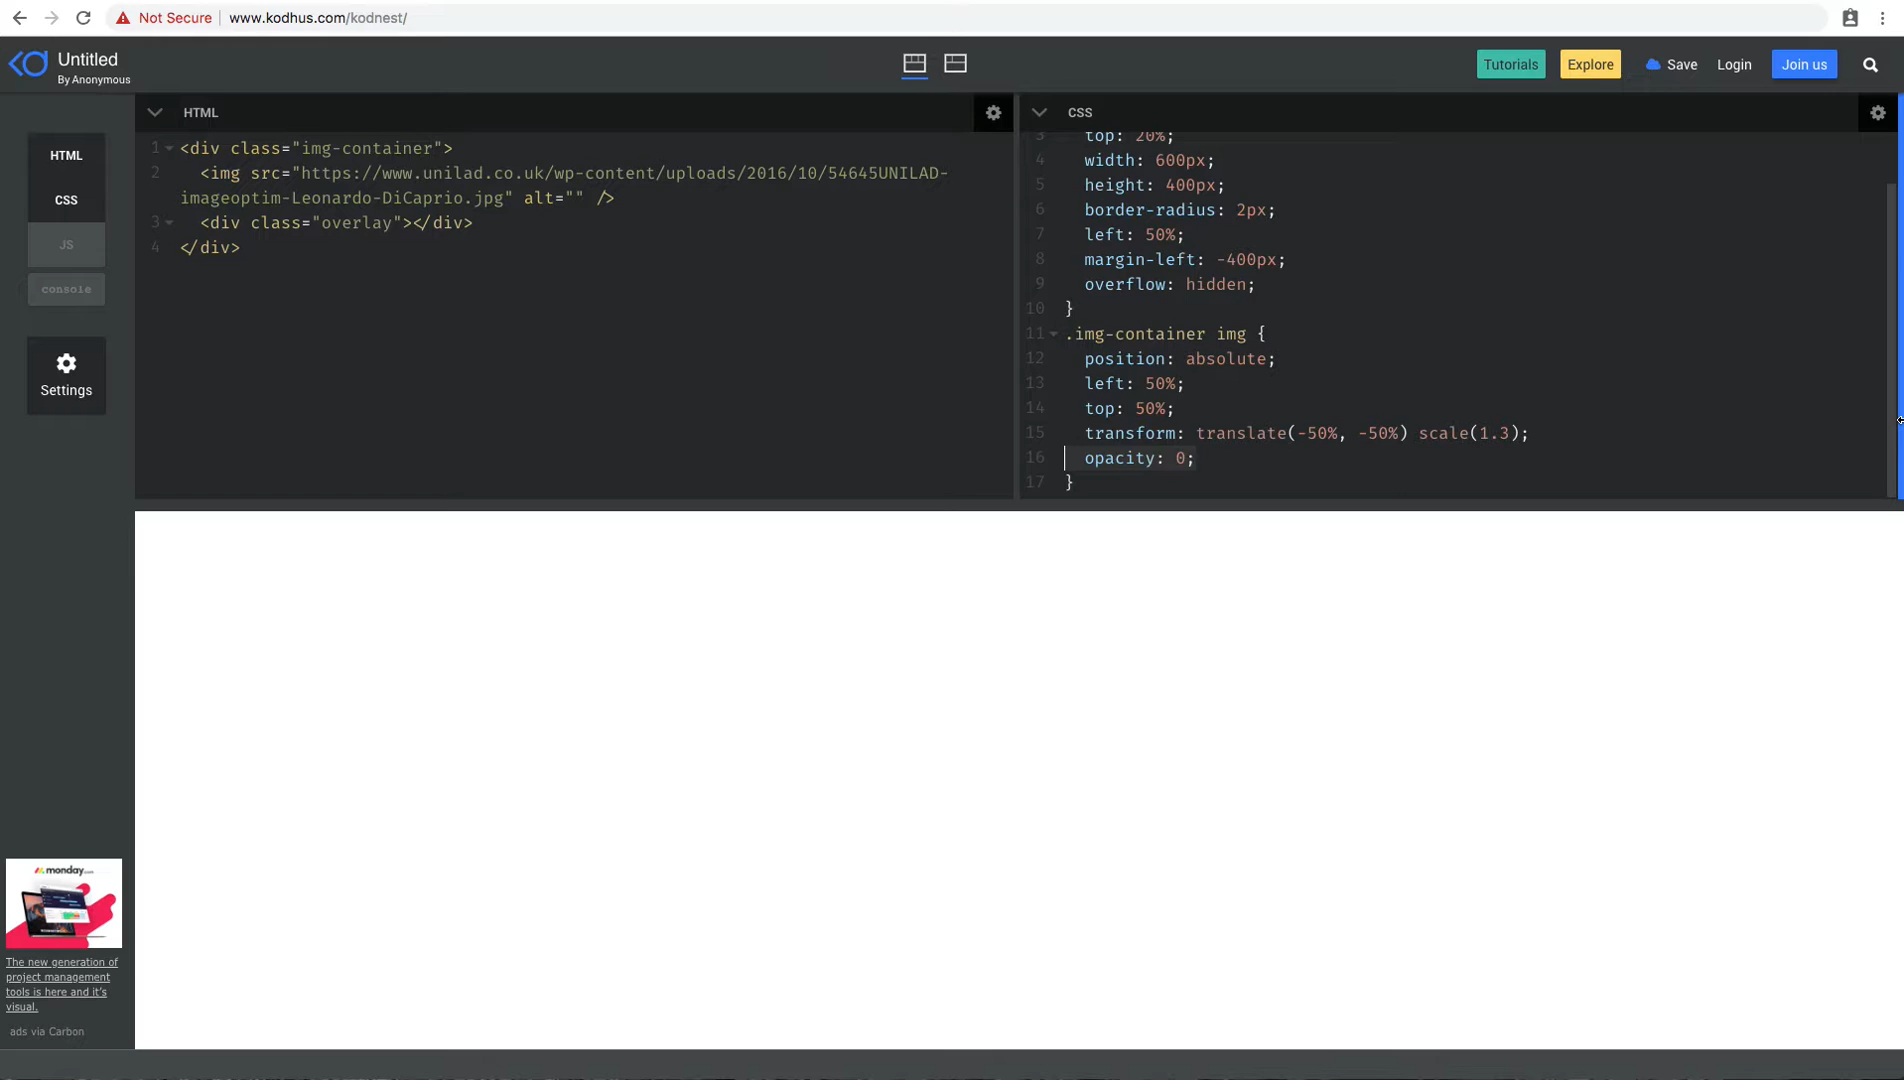 Not Secure
www.kodhus.com/kodnest/
Untitled
By Anonymous
Tutorials
Explore
Save
Login
Join us
HTML
CSS
JS
console
Settings
HTML
1 <div class="img-container">
2 <img src="https://www.unilad.co.uk/wp-content/uploads/2016/10/54645UNILAD-
imageoptim-Leonardo-DiCaprio.jpg" alt="" />
3 <div class="overlay"></div>
4 </div>
CSS
3 top: 20%;
4 width: 600px;
5 height: 400px;
6 border-radius: 2px;
7 left: 50%;
8 margin-left: -400px;
9 overflow: hidden;
10 }
11 .img-container img {
12 position: absolute;
13 left: 50%;
14 top: 50%;
15 transform: translate(-50%, -50%) scale(1.3);
16 opacity: 0;
17 }
monday.com
The new generation of
project management
tools is here and it's
visual.
ads via Carbon